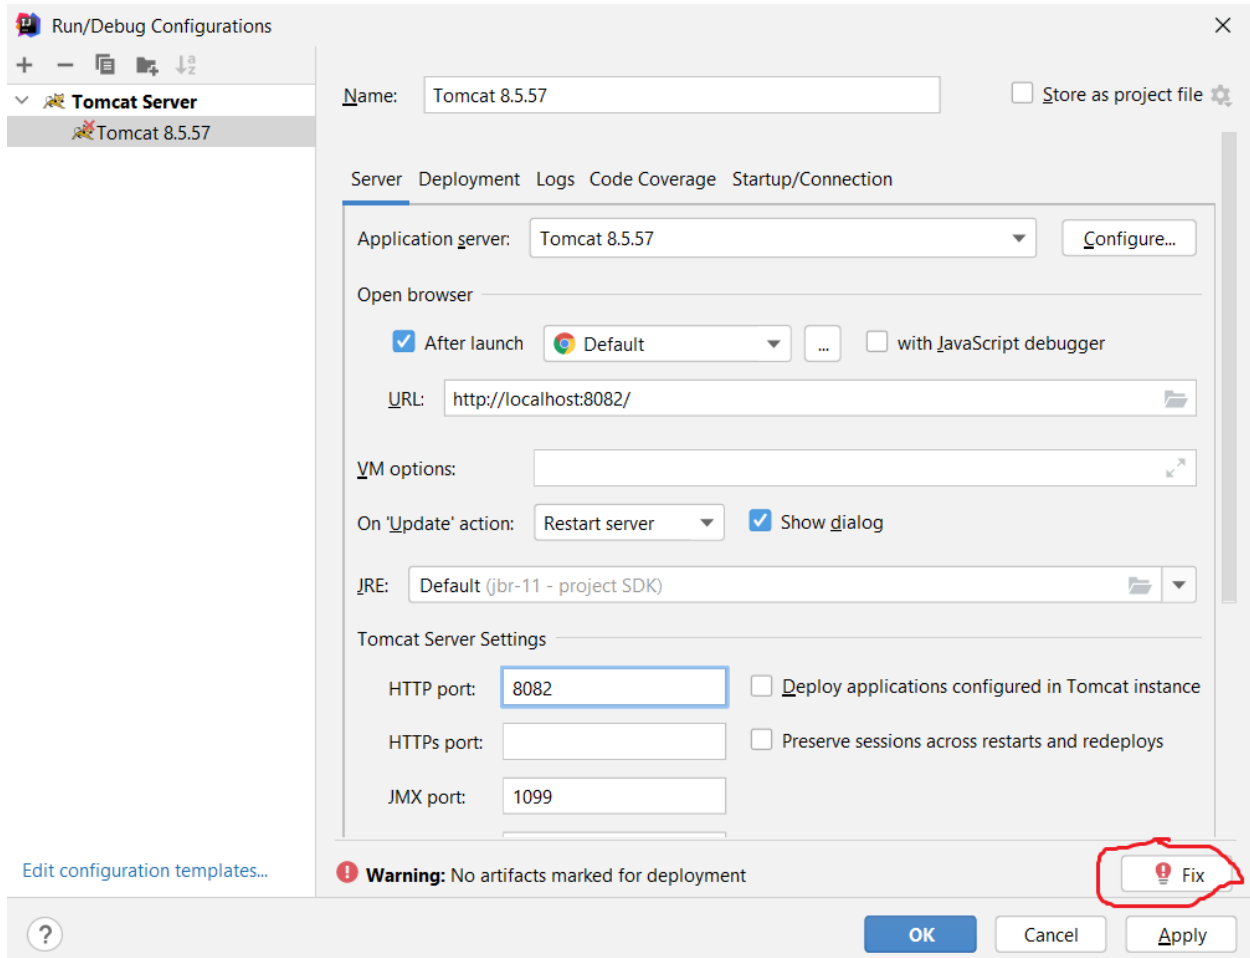 Run/Debug Configurations
Tomcat Server
Tomcat 8.5.57
Name: Tomcat 8.5.57 Store as project file
Server Deployment Logs Code Coverage Startup/Connection
Application server: Tomcat 8.5.57 Configure...
Open browser
After launch Default ... with JavaScript debugger
URL: http://localhost:8082/
VM options:
On 'Update' action: Restart server Show dialog
JRE: Default (jbr-11 - project SDK)
Tomcat Server Settings
HTTP port: 8082 Deploy applications configured in Tomcat instance
HTTPs port: Preserve sessions across restarts and redeploys
JMX port: 1099
Edit configuration templates...
Warning: No artifacts marked for deployment Fix
? OK Cancel Apply